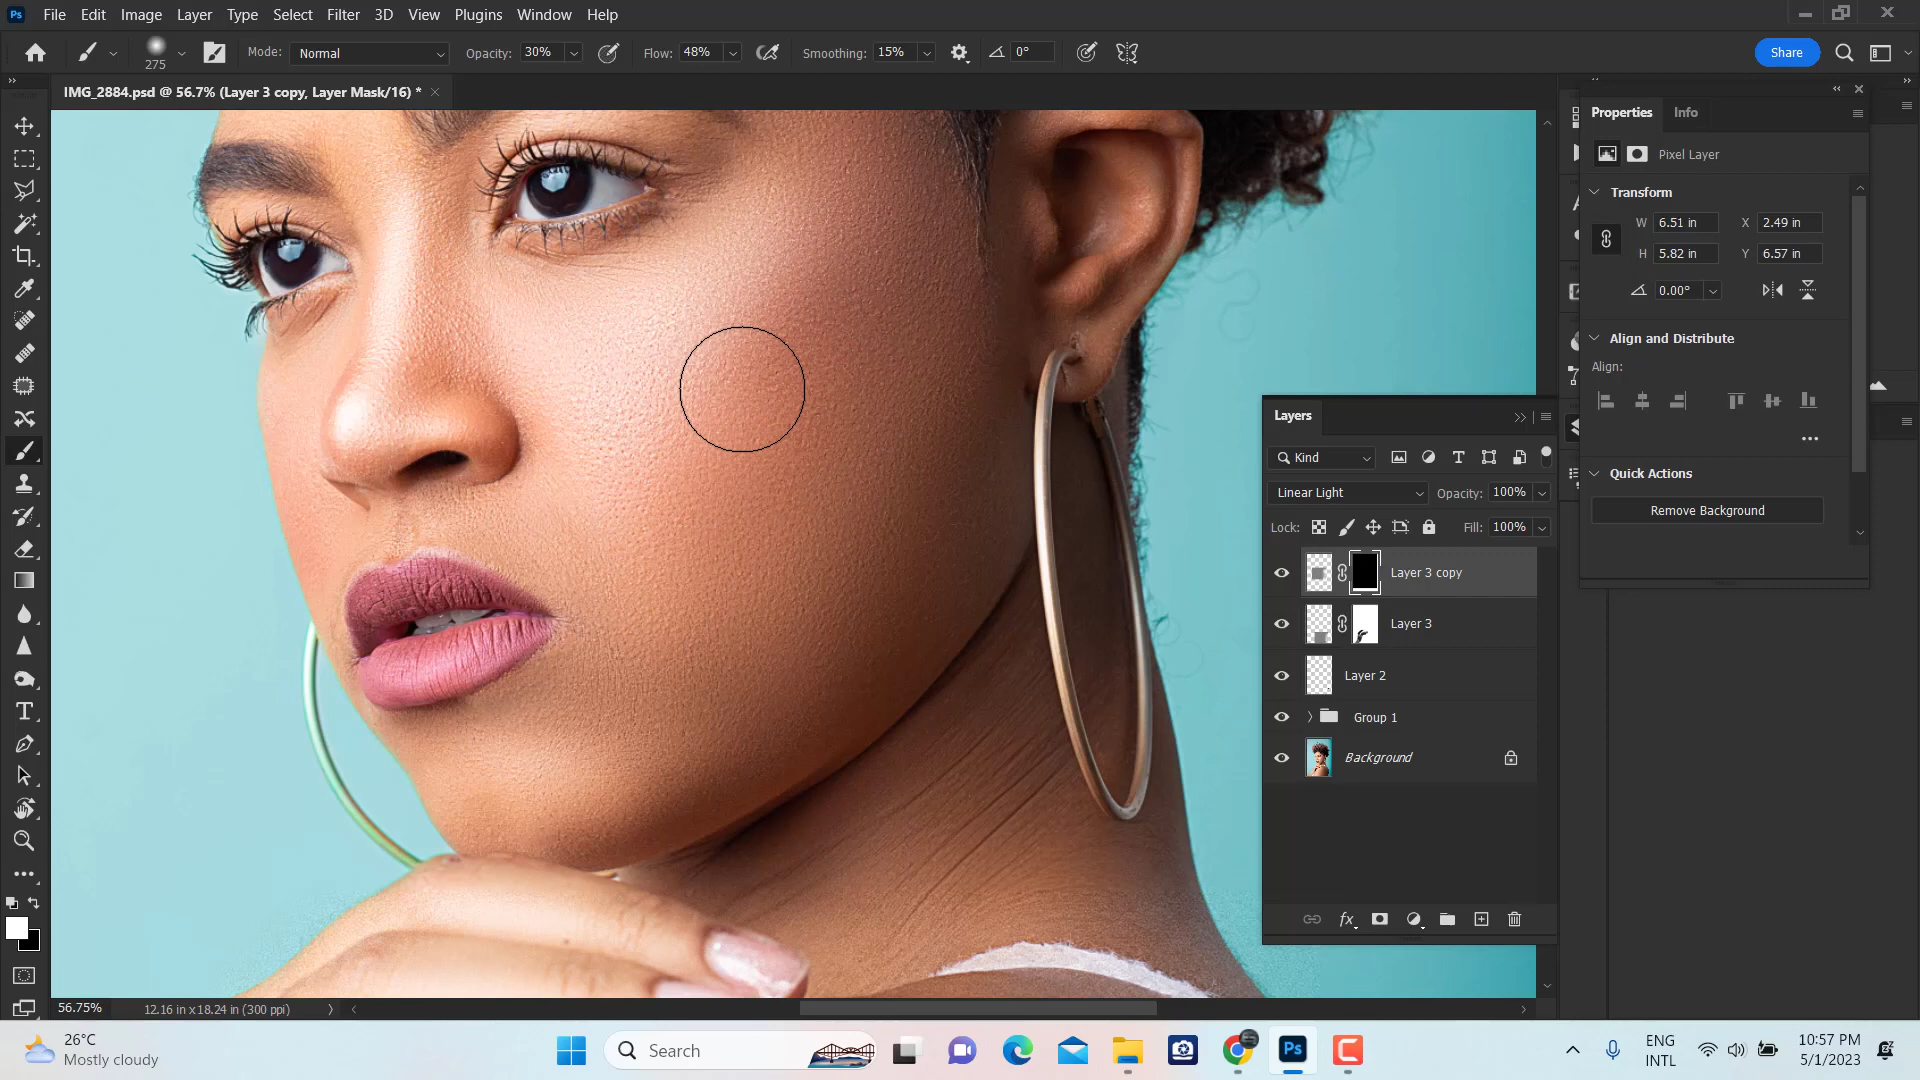 Ps File Edit Image Layer Type Select Filter 3D View Plugins Window Help
275 Mode: Normal Opacity: 30% Flow: 48% Smoothing: 15% 0° Share
IMG_2884.psd @ 56.7% (Layer 3 copy, Layer Mask/16) *
Properties Info
Pixel Layer
Transform
W 6.51 in X 2.49 in
H 5.82 in Y 6.57 in
0.00°
Align and Distribute
Align:
Quick Actions
Remove Background
Layers
Kind
Linear Light Opacity: 100%
Lock: Fill: 100%
Layer 3 copy
Layer 3
Layer 2
Group 1
Background
fx
56.75% 12.16 in x 18.24 in (300 ppi)
26°C
Mostly cloudy
Search
Ps
ENG
INTL
10:57 PM
5/1/2023